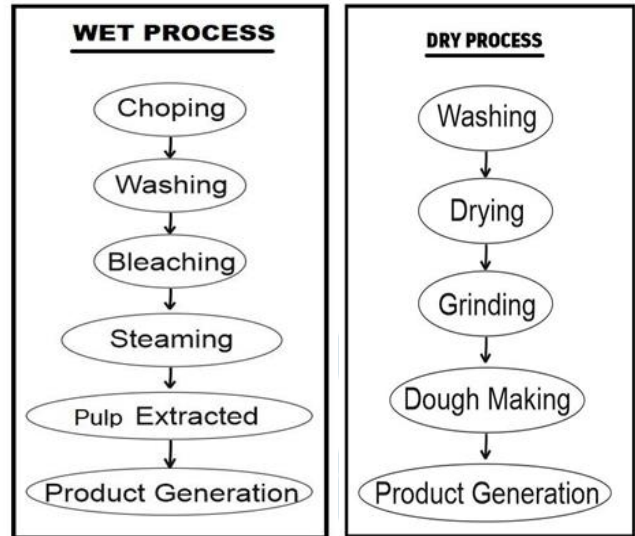 WET PROCESS
Choping
Washing
Bleaching
Steaming
Pulp Extracted
Product Generation
DRY PROCESS
Washing
Drying
Grinding
Dough Making
Product Generation